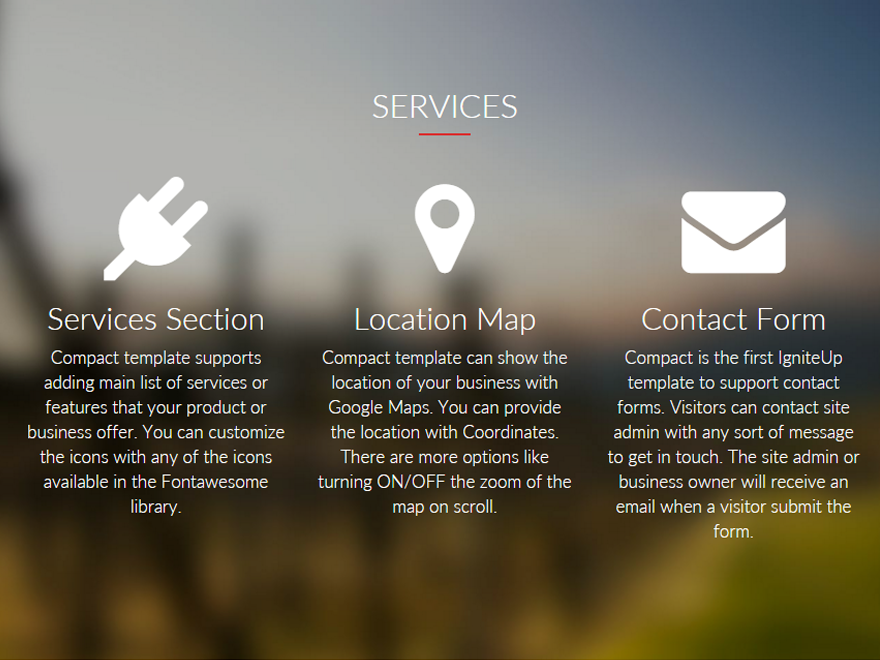 SERVICES
Services Section
Compact template supports
adding main list of services or
features that your product or
business offer. You can customize
the icons with any of the icons
available in the Fontawesome
library.
Location Map
Compact template can show the
location of your business with
Google Maps. You can provide
the location with Coordinates.
There are more options like
turning ON/OFF the zoom of the
map on scroll.
Contact Form
Compact is the first IgniteUp
template to support contact
forms. Visitors can contact site
admin with any sort of message
to get in touch. The site admin or
business owner will receive an
email when a visitor submit the
form.